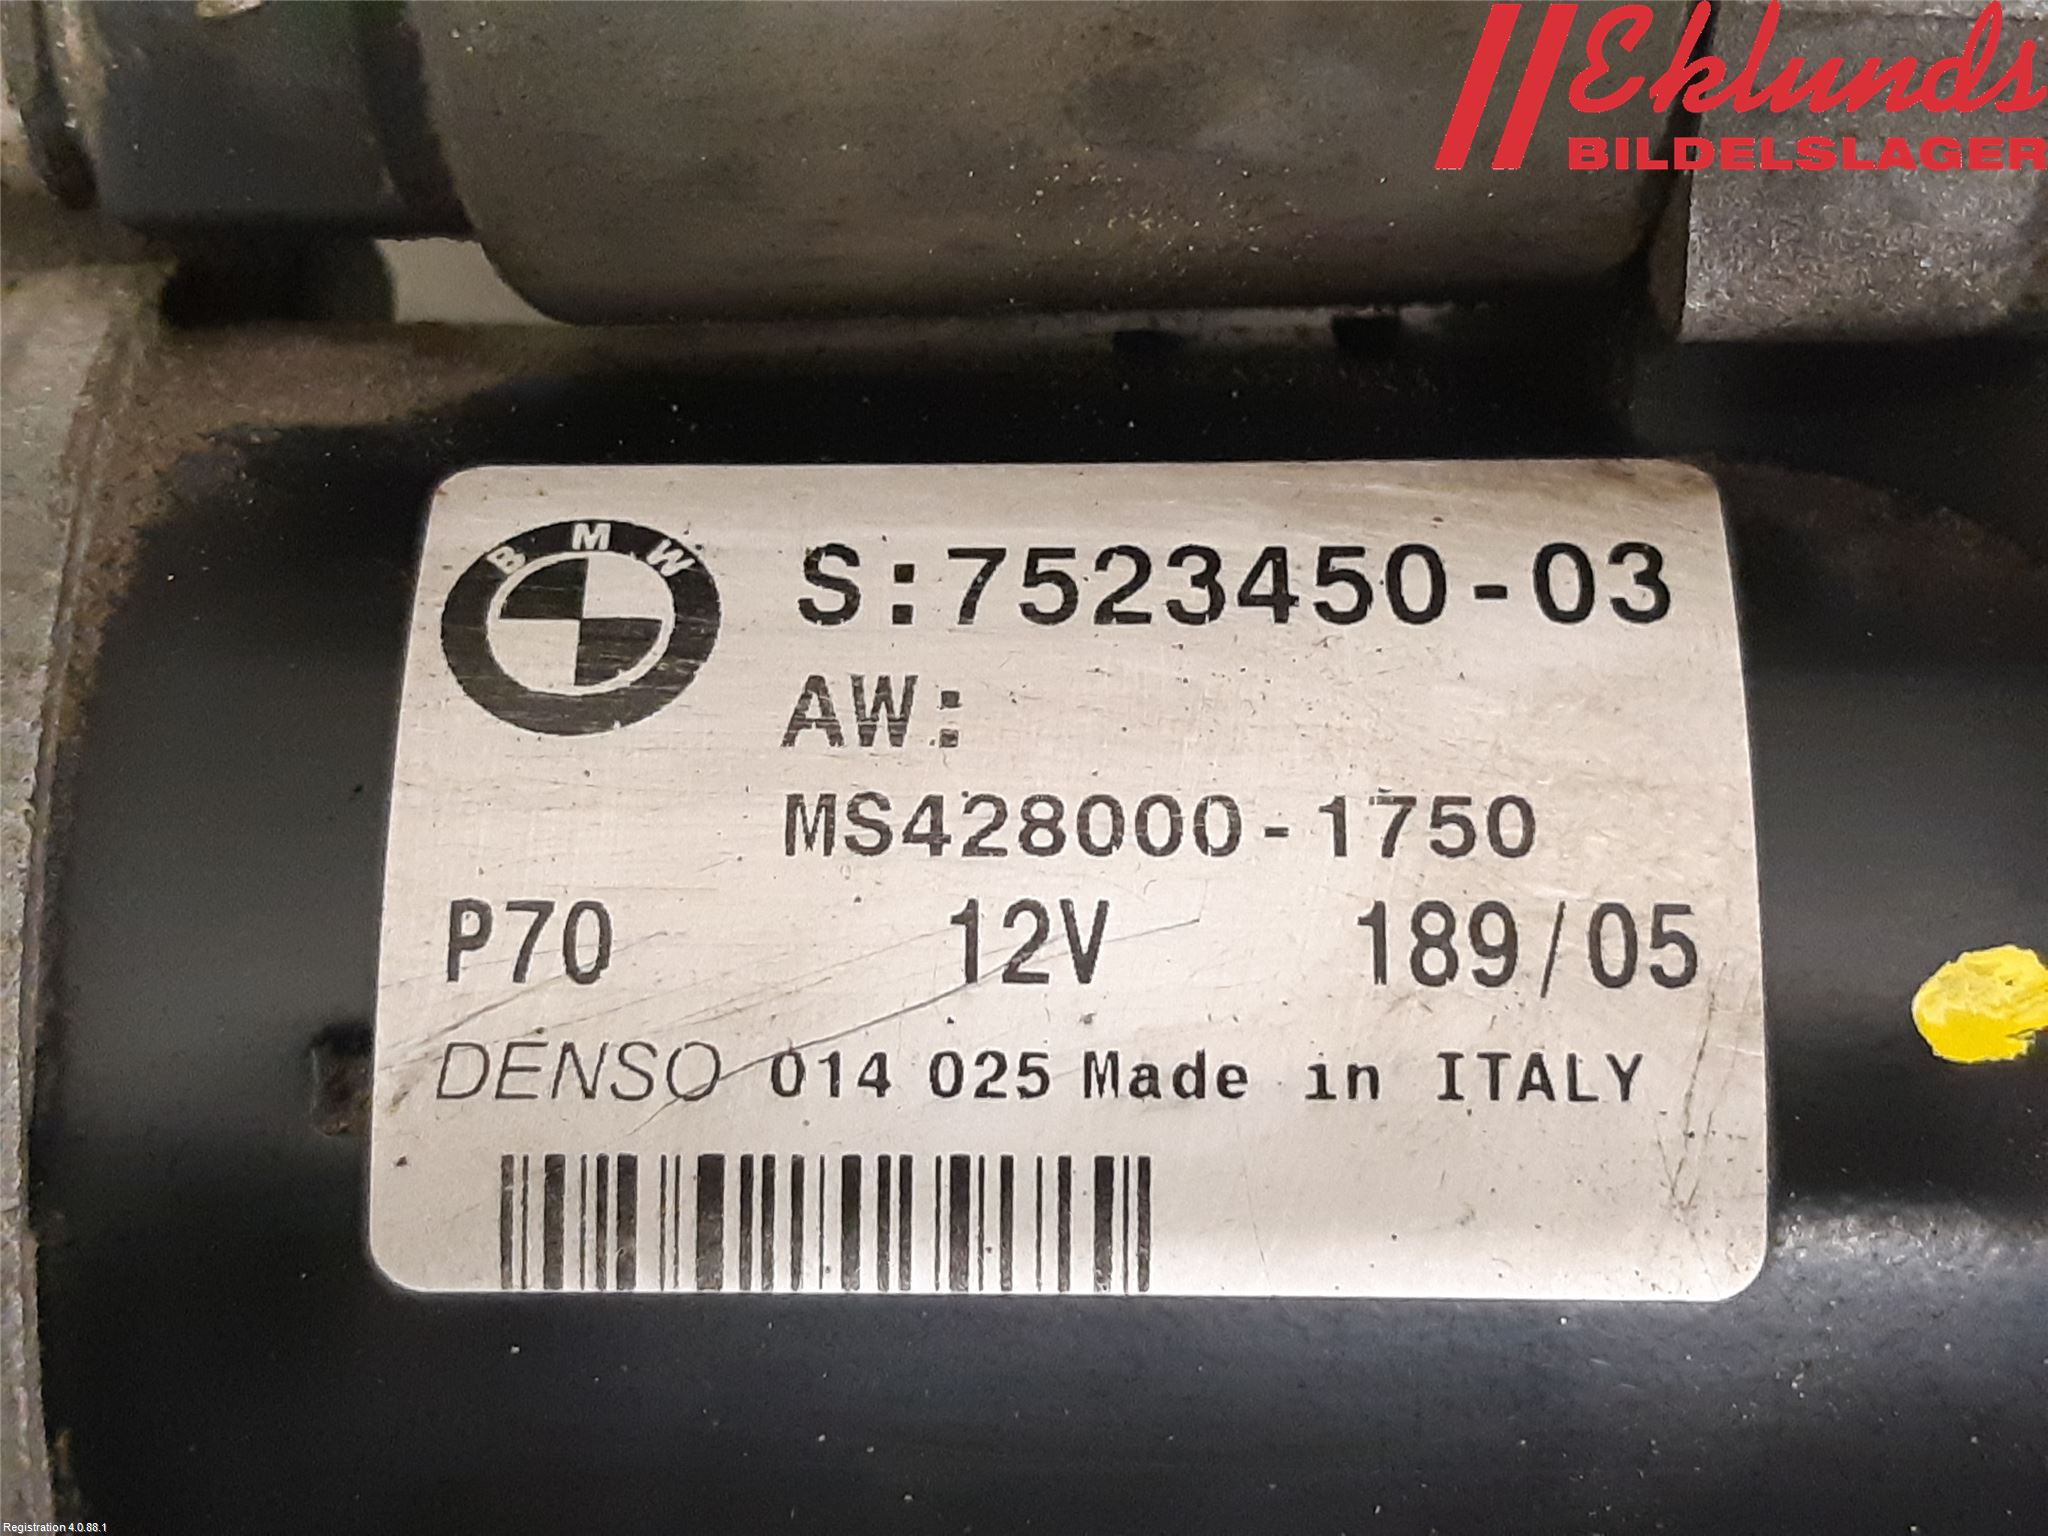 Eklunds
BILDELSLAGER
BMW
S:7523450-03
AW:
MS428000-1750
P70 12V 189/05
DENSO 014 025 Made in ITALY
Registration 4.0.88.1